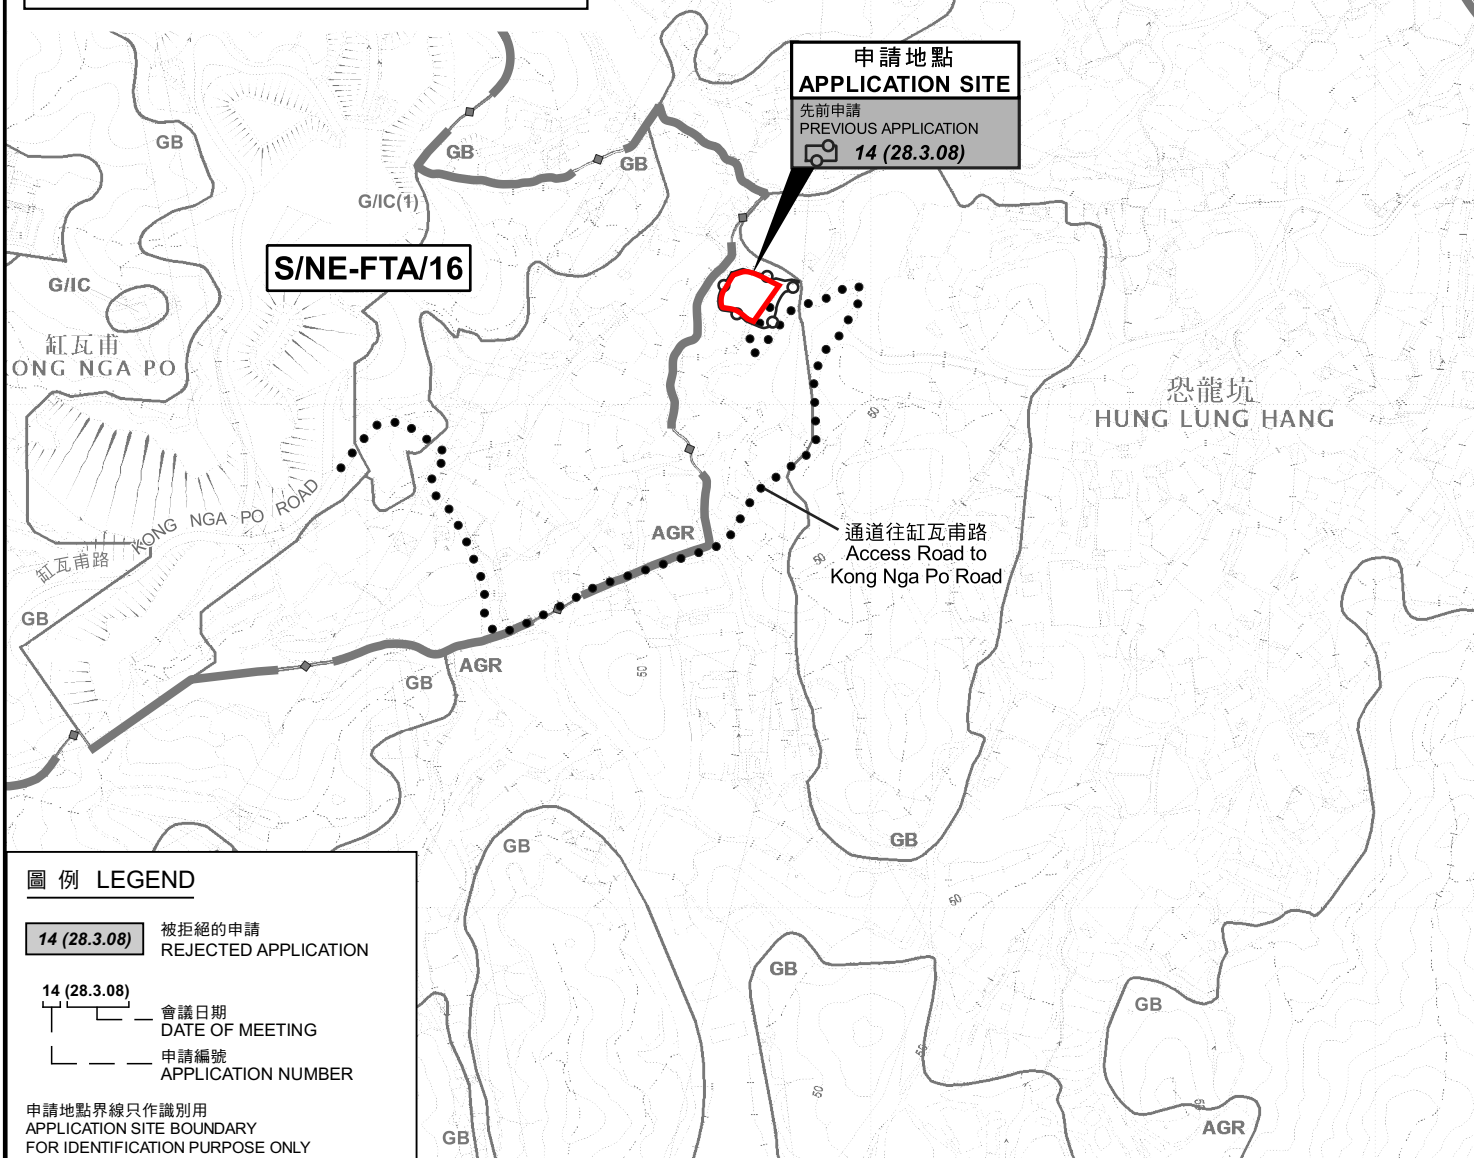 申請地點
APPLICATION SITE
先前申請
PREVIOUS APPLICATION
14 (28.3.08)
GB
GB
GB
G/IC(1)
S/NE-FTA/16
G/IC
缸瓦甫
ONG NGA PO
恐龍坑
HUNG LUNG HANG
50
KONG NGA PO ROAD
缸瓦甫路
AGR
通道往缸瓦甫路
Access Road to
Kong Nga Po Road
50
GB
AGR
GB
50
GB
GB
50
GB
GB
50
50
56
AGR
GB
圖 例 LEGEND
14 (28.3.08)
被拒絕的申請
REJECTED APPLICATION
14 (28.3.08)
會議日期
DATE OF MEETING
申請編號
APPLICATION NUMBER
申請地點界線只作識別用
APPLICATION SITE BOUNDARY
FOR IDENTIFICATION PURPOSE ONLY